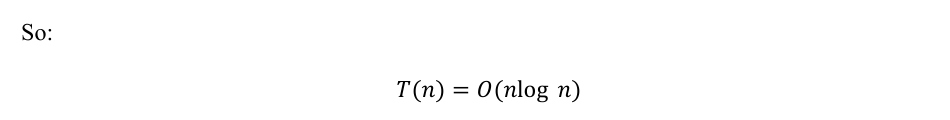 So:
T(n) = O(nlog n)